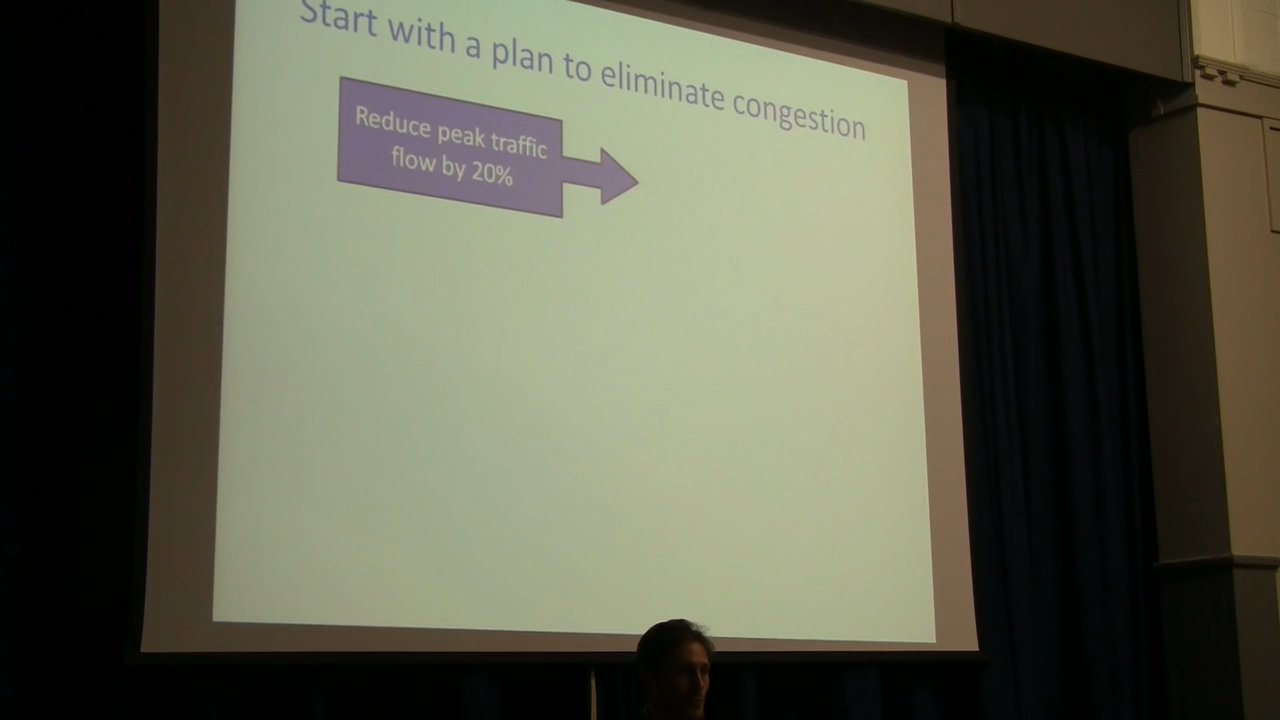 Start with a plan to eliminate congestion
Reduce peak traffic
flow by 20%